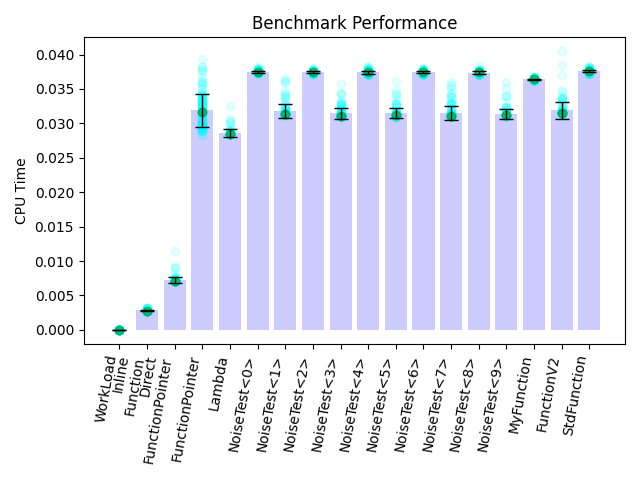 Benchmark Performance
CPU Time
0.040
0.035
0.030
0.025
0.020
0.015
0.010
0.005
0.000
WorkLoad
Inline
Function
Direct
FunctionPointer
FunctionPointer
Lambda
NoiseTest<0>
NoiseTest<1>
NoiseTest<2>
NoiseTest<3>
NoiseTest<4>
NoiseTest<5>
NoiseTest<6>
NoiseTest<7>
NoiseTest<8>
NoiseTest<9>
MyFunction
FunctionV2
StdFunction